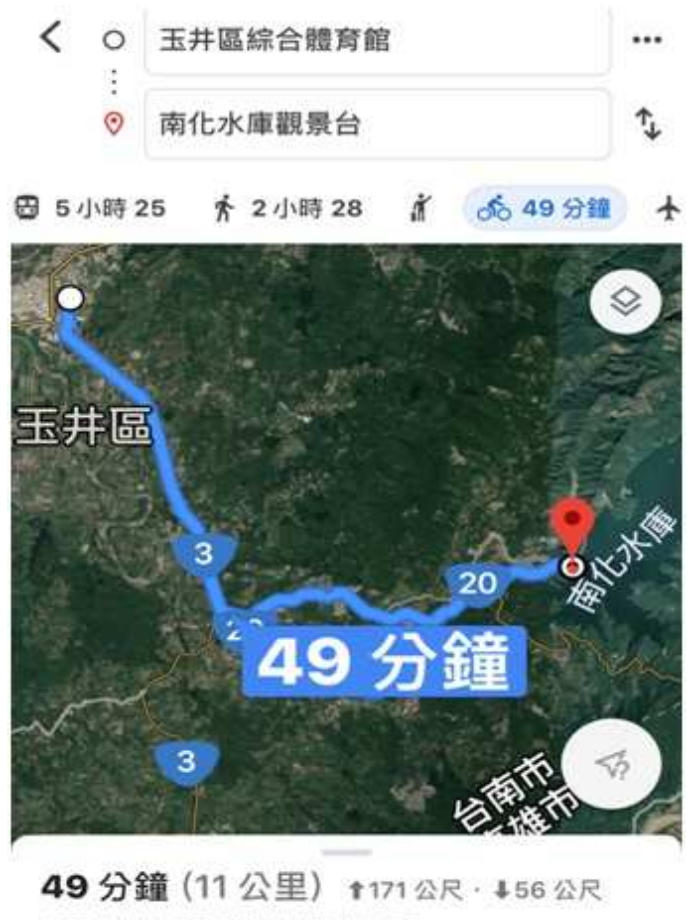 玉井區綜合體育館
南化水庫觀景台
5 小時 25 2 小時 28 49 分鐘
玉井區
3
20
南化水庫
49 分鐘
3
台南市
雄市
49 分鐘 (11 公里) ⬆171 公尺 · ⬇56 公尺